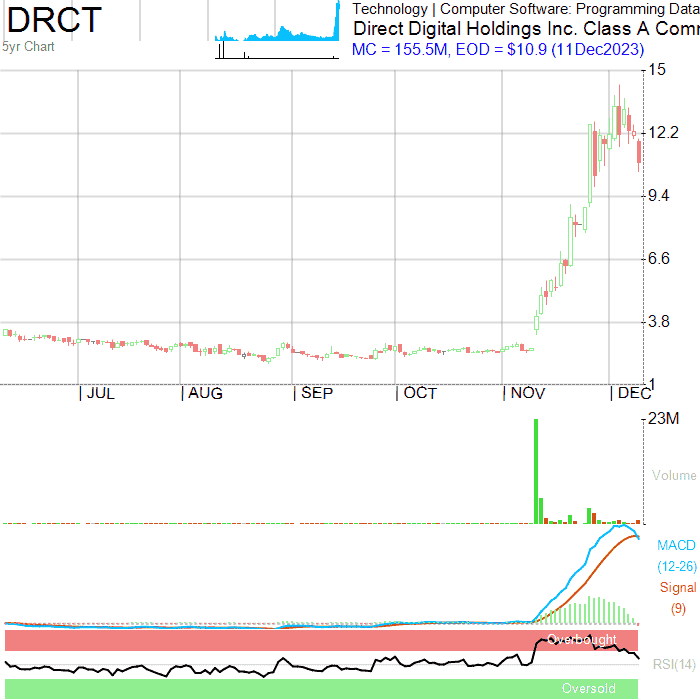 DRCT
5yr Chart
Technology | Computer Software: Programming Data
Direct Digital Holdings Inc. Class A Com
MC = 155.5M, EOD = $10.9 (11Dec2023)
15
12.2
9.4
6.6
3.8
1
JUL AUG SEP OCT NOV DEC
23M
Volume
MACD
(12-26)
Signal
(9)
Overbought
RSI(14)
Oversold